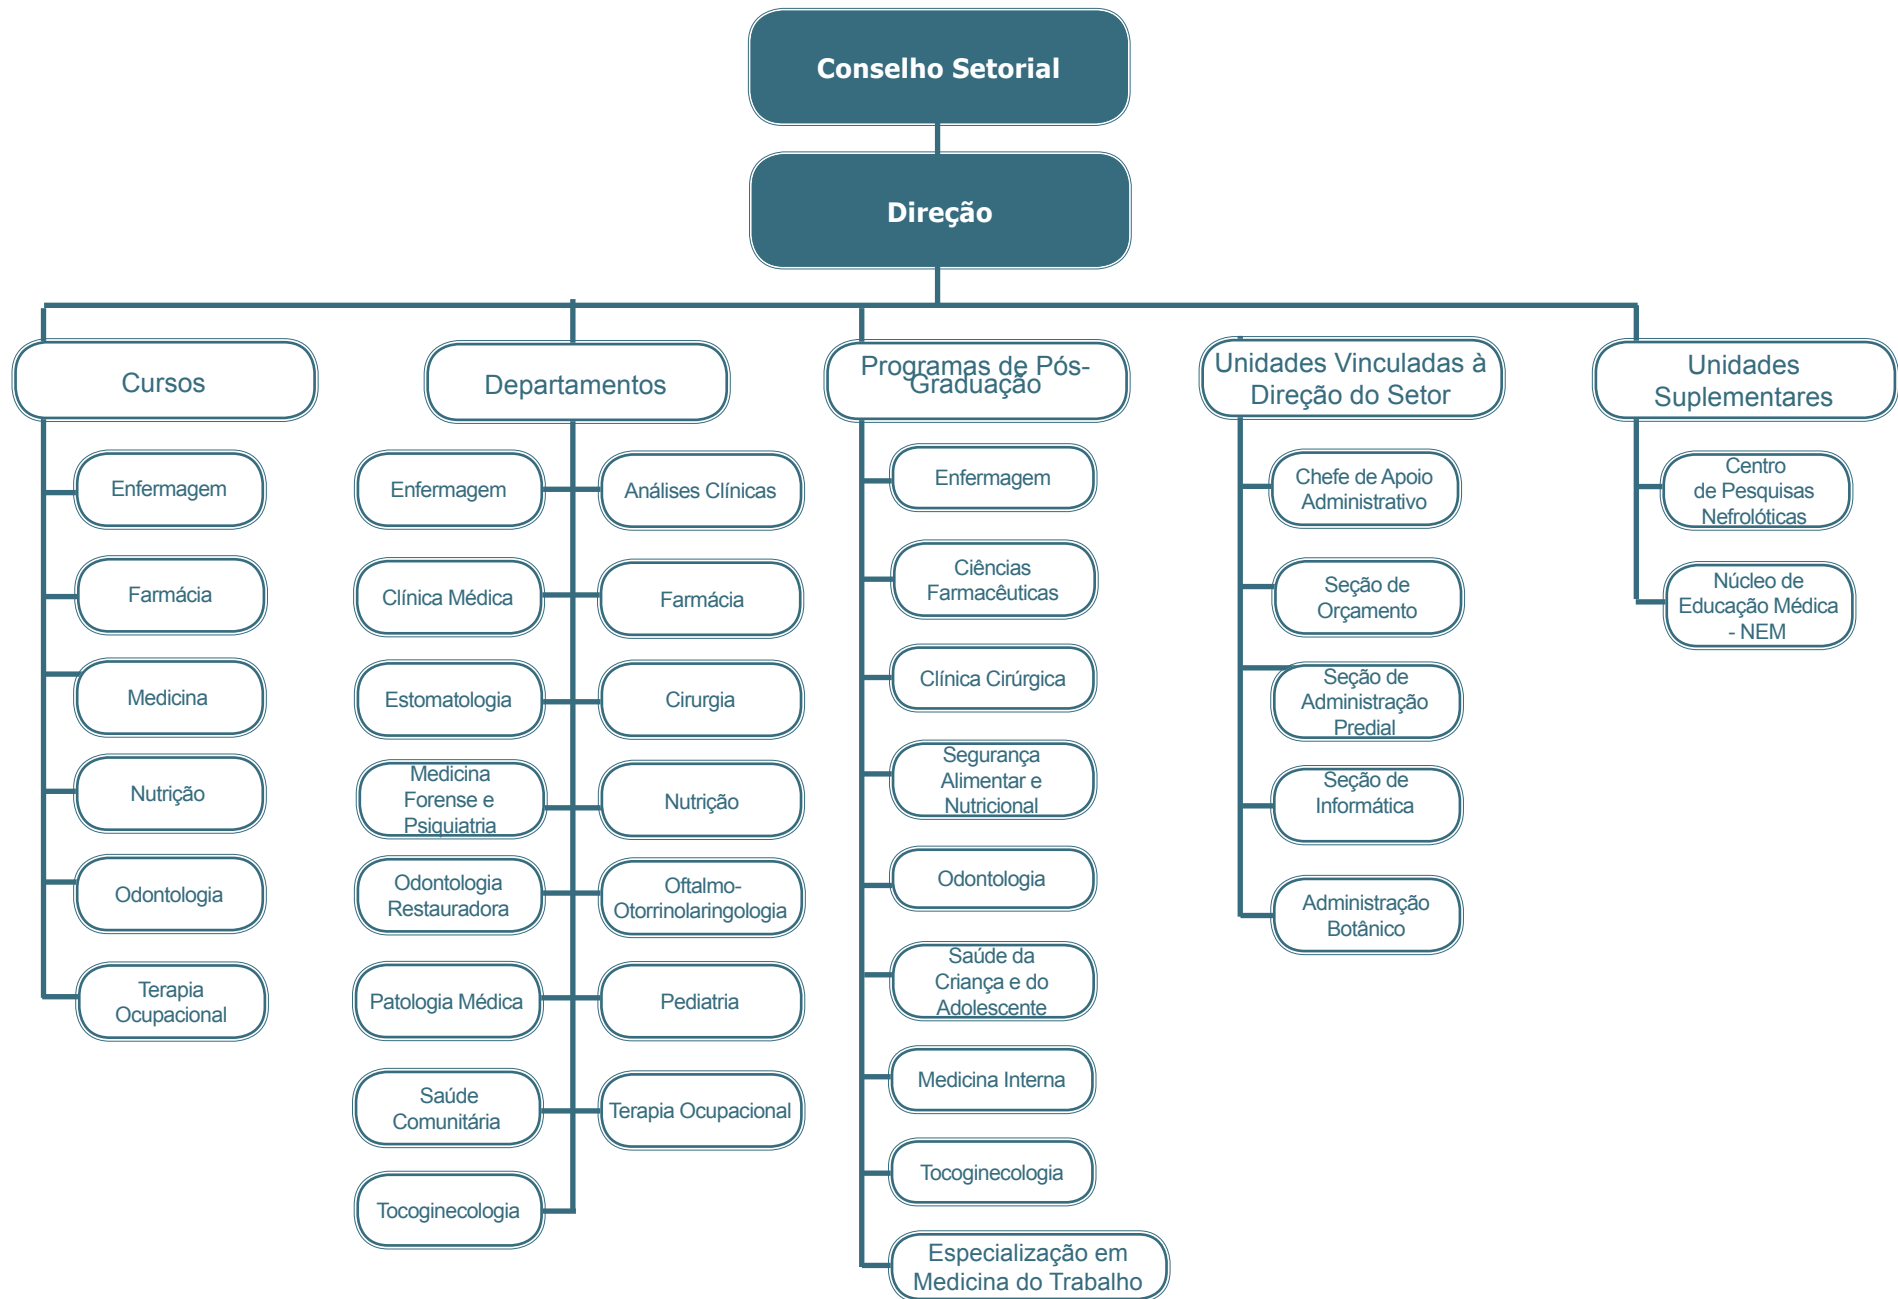 Conselho Setorial
Direção
Cursos
Enfermagem
Farmácia
Medicina
Nutrição
Odontologia
Terapia
Ocupacional
Departamentos
Enfermagem
Análises Clínicas
Clínica Médica
Farmácia
Estomatologia
Cirurgia
Medicina
Forense e
Psiquiatria
Nutrição
Odontologia
Restauradora
Oftalmo-
Otorrinolaringologia
Patologia Médica
Pediatria
Saúde
Comunitária
Terapia Ocupacional
Tocoginecologia
Programas de Pós-
Graduação
Enfermagem
Ciências
Farmacêuticas
Clínica Cirúrgica
Segurança
Alimentar e
Nutricional
Odontologia
Saúde da
Criança e do
Adolescente
Medicina Interna
Tocoginecologia
Especialização em
Medicina do Trabalho
Unidades Vinculadas à
Direção do Setor
Chefe de Apoio
Administrativo
Seção de
Orçamento
Seção de
Administração
Predial
Seção de
Informática
Administração
Botânico
Unidades
Suplementares
Centro
de Pesquisas
Nefrolóticas
Núcleo de
Educação Médica
- NEM